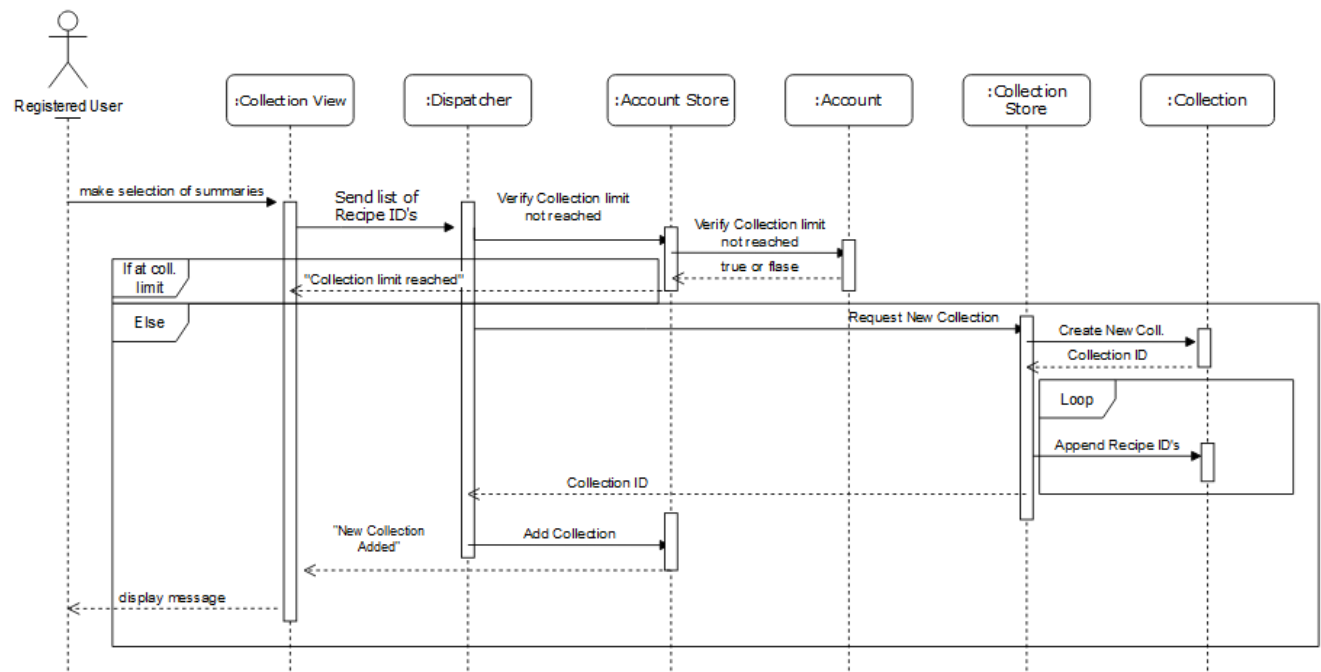 Registered User
:Collection View
:Dispatcher
:Account Store
:Account
:Collection
Store
:Collection
make selection of summaries
Send list of
Recipe ID's
Verify Collection limit
not reached
Verify Collection limit
not reached
true or flase
If at coll.
limit
"Collection limit reached"
Else
Request New Collection
Create New Coll.
Collection ID
Loop
Append Recipe ID's
Collection ID
"New Collection
Added"
Add Collection
display message